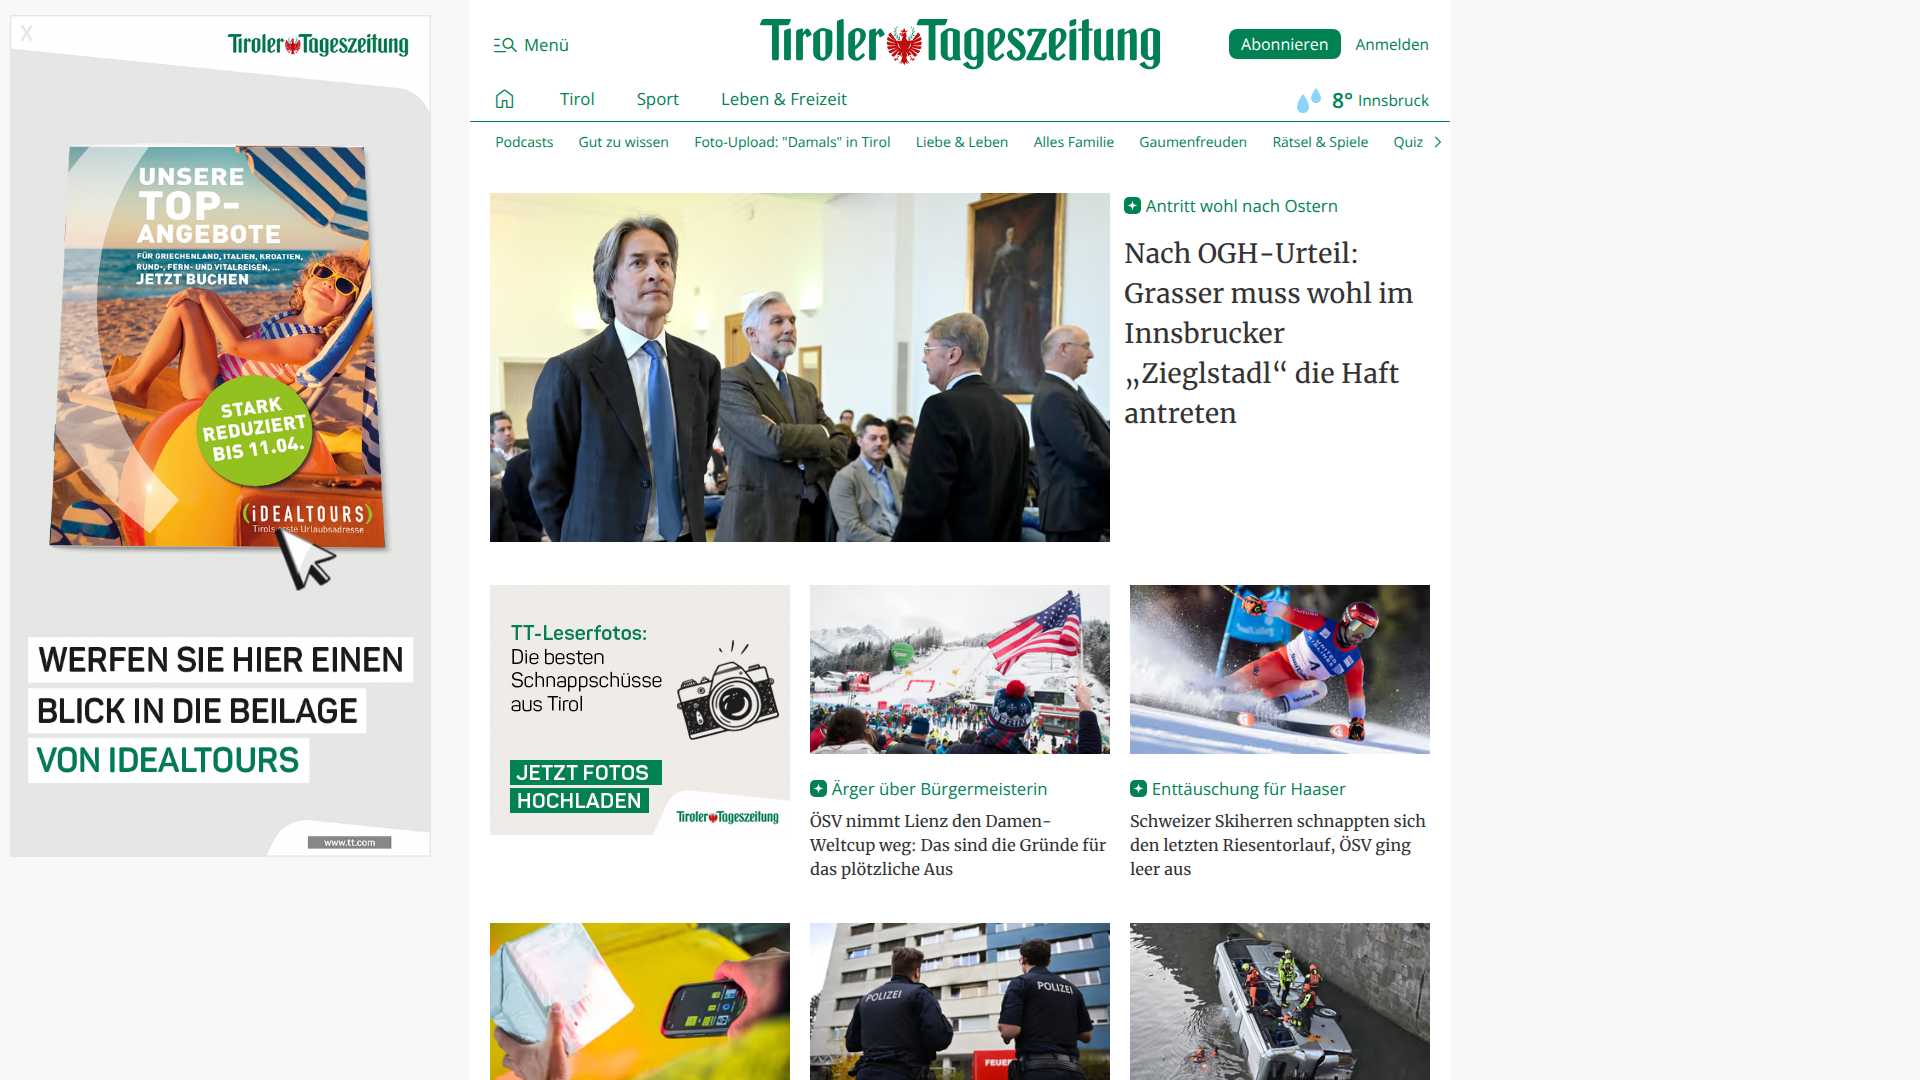 X
Tiroler Tageszeitung
UNSERE
TOP-
ANGEBOTE
FÜR GRIECHENLAND, ITALIEN, KROATIEN,
RUND-, FERN- UND VITALREISEN, ...
JETZT BUCHEN
STARK
REDUZIERT
BIS 11.04.
(iDEALTOURS)
Tirols erste Urlaubsadresse
WERFEN SIE HIER EINEN
BLICK IN DIE BEILAGE
VON IDEALTOURS
www.tt.com
Menü
Tiroler Tageszeitung
Abonnieren
Anmelden
Tirol
Sport
Leben & Freizeit
8° Innsbruck
Podcasts
Gut zu wissen
Foto-Upload: "Damals" in Tirol
Liebe & Leben
Alles Familie
Gaumenfreuden
Rätsel & Spiele
Quiz
Antritt wohl nach Ostern
Nach OGH-Urteil:
Grasser muss wohl im
Innsbrucker
„Zieglstadl“ die Haft
antreten
TT-Leserfotos:
Die besten
Schnappschüsse
aus Tirol
JETZT FOTOS
HOCHLADEN
Tiroler Tageszeitung
Ärger über Bürgermeisterin
ÖSV nimmt Lienz den Damen-
Weltcup weg: Das sind die Gründe für
das plötzliche Aus
Enttäuschung für Haaser
Schweizer Skiherren schnappten sich
den letzten Riesentorlauf, ÖSV ging
leer aus
POLIZEI
POLIZEI
FEUER